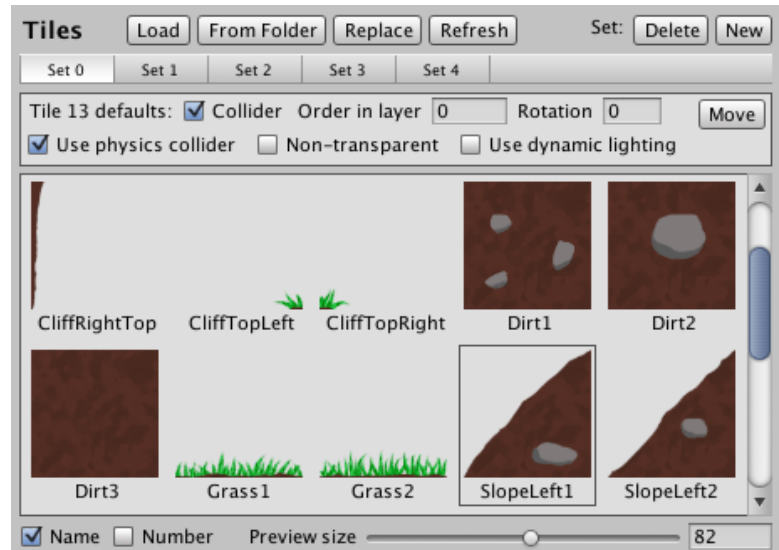 Tiles Load From Folder Replace Refresh Set: Delete New
Set 0 Set 1 Set 2 Set 3 Set 4
Tile 13 defaults: Collider Order in layer 0 Rotation 0 Move
Use physics collider Non-transparent Use dynamic lighting
CliffRightTop CliffTopLeft CliffTopRight Dirt1 Dirt2
Dirt3 Grass1 Grass2 SlopeLeft1 SlopeLeft2
Name Number Preview size 82